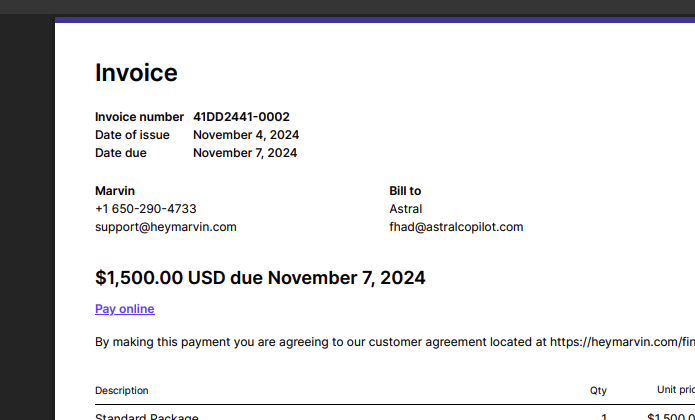 Invoice
Invoice number 41DD2441-0002
Date of issue November 4, 2024
Date due November 7, 2024
Marvin
+1 650-290-4733
support@heymarvin.com
Bill to
Astral
fhad@astralcopilot.com
$1,500.00 USD due November 7, 2024
Pay online
By making this payment you are agreeing to our customer agreement located at https://heymarvin.com/fin
Description Qty Unit pric
Standard Package 1 $1,500.0